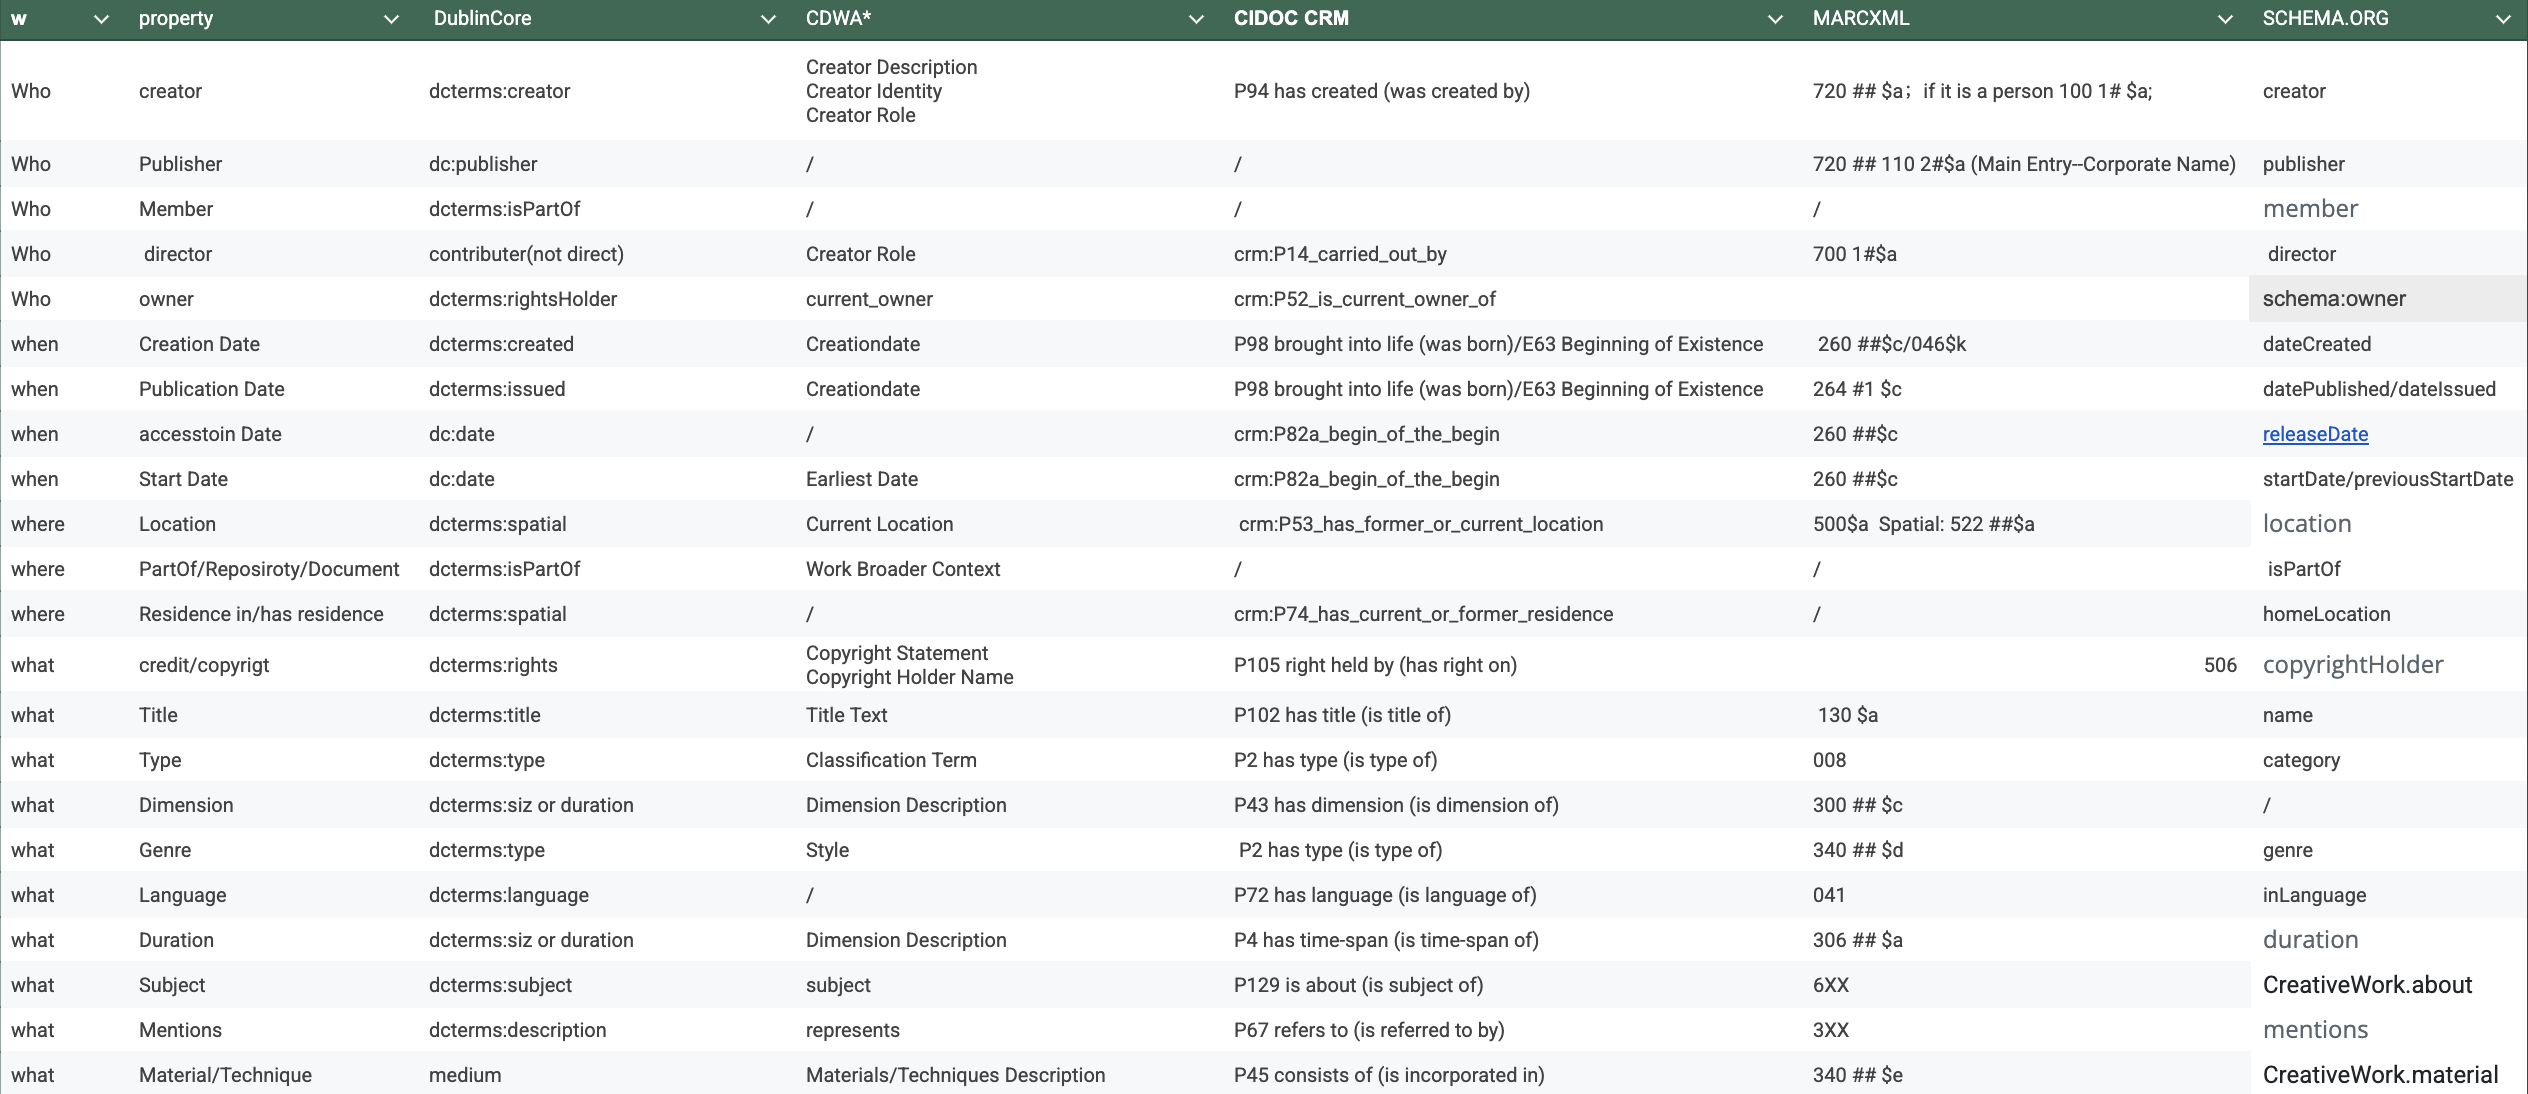 w property DublinCore CDWA* CIDOC CRM MARCXML SCHEMA.ORG
Who creator dcterms:creator Creator Description
Creator Identity
Creator Role P94 has created (was created by) 720 ## $a；if it is a person 100 1# $a; creator
Who Publisher dc:publisher / / 720 ## 110 2#$a (Main Entry--Corporate Name) publisher
Who Member dcterms:isPartOf / / / member
Who director contributer(not direct) Creator Role crm:P14_carried_out_by 700 1#$a director
Who owner dcterms:rightsHolder current_owner crm:P52_is_current_owner_of schema:owner
when Creation Date dcterms:created Creationdate P98 brought into life (was born)/E63 Beginning of Existence 260 ##$c/046$k dateCreated
when Publication Date dcterms:issued Creationdate P98 brought into life (was born)/E63 Beginning of Existence 264 #1 $c datePublished/dateIssued
when accesstoin Date dc:date / crm:P82a_begin_of_the_begin 260 ##$c releaseDate
when Start Date dc:date Earliest Date crm:P82a_begin_of_the_begin 260 ##$c startDate/previousStartDate
where Location dcterms:spatial Current Location crm:P53_has_former_or_current_location 500$a Spatial: 522 ##$a location
where PartOf/Reposiroty/Document dcterms:isPartOf Work Broader Context / / isPartOf
where Residence in/has residence dcterms:spatial / crm:P74_has_current_or_former_residence / homeLocation
what credit/copyrigt dcterms:rights Copyright Statement
Copyright Holder Name P105 right held by (has right on) 506 copyrightHolder
what Title dcterms:title Title Text P102 has title (is title of) 130 $a name
what Type dcterms:type Classification Term P2 has type (is type of) 008 category
what Dimension dcterms:siz or duration Dimension Description P43 has dimension (is dimension of) 300 ## $c /
what Genre dcterms:type Style P2 has type (is type of) 340 ## $d genre
what Language dcterms:language / P72 has language (is language of) 041 inLanguage
what Duration dcterms:siz or duration Dimension Description P4 has time-span (is time-span of) 306 ## $a duration
what Subject dcterms:subject subject P129 is about (is subject of) 6XX CreativeWork.about
what Mentions dcterms:description represents P67 refers to (is referred to by) 3XX mentions
what Material/Technique medium Materials/Techniques Description P45 consists of (is incorporated in) 340 ## $e CreativeWork.material